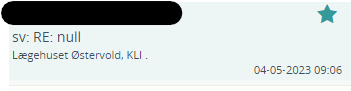 sv: RE: null
Lægehuset Østervold, KLI .
04-05-2023 09:06